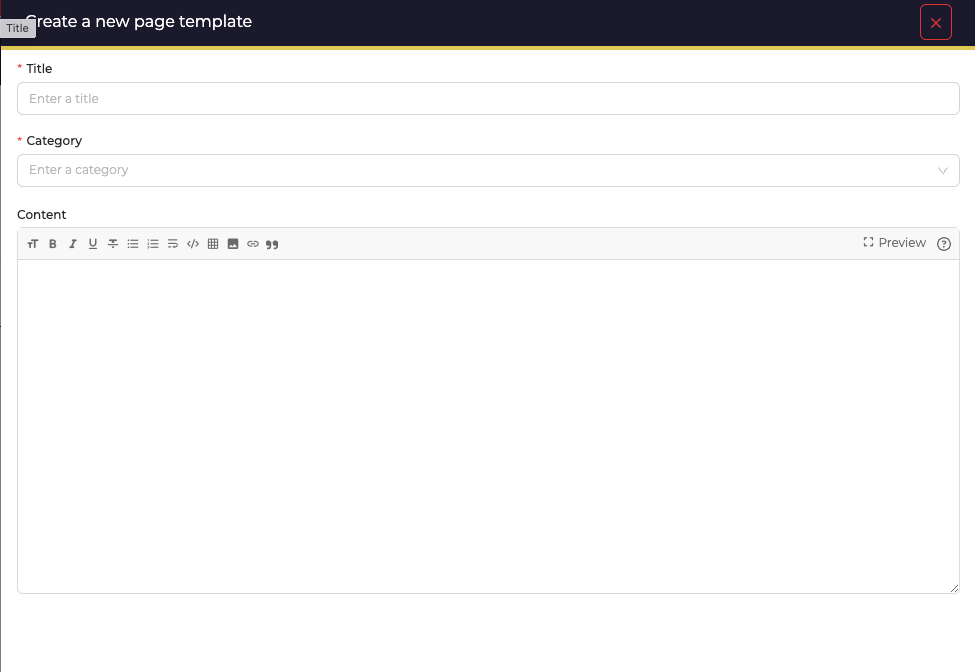 Create a new page template
Title
* Title
Enter a title
* Category
Enter a category
Content
Preview